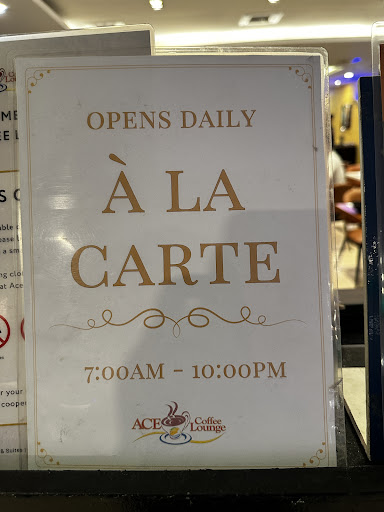 OPENS DAILY
À LA
CARTE
7:00AM - 10:00PM
ACE Coffee
Lounge